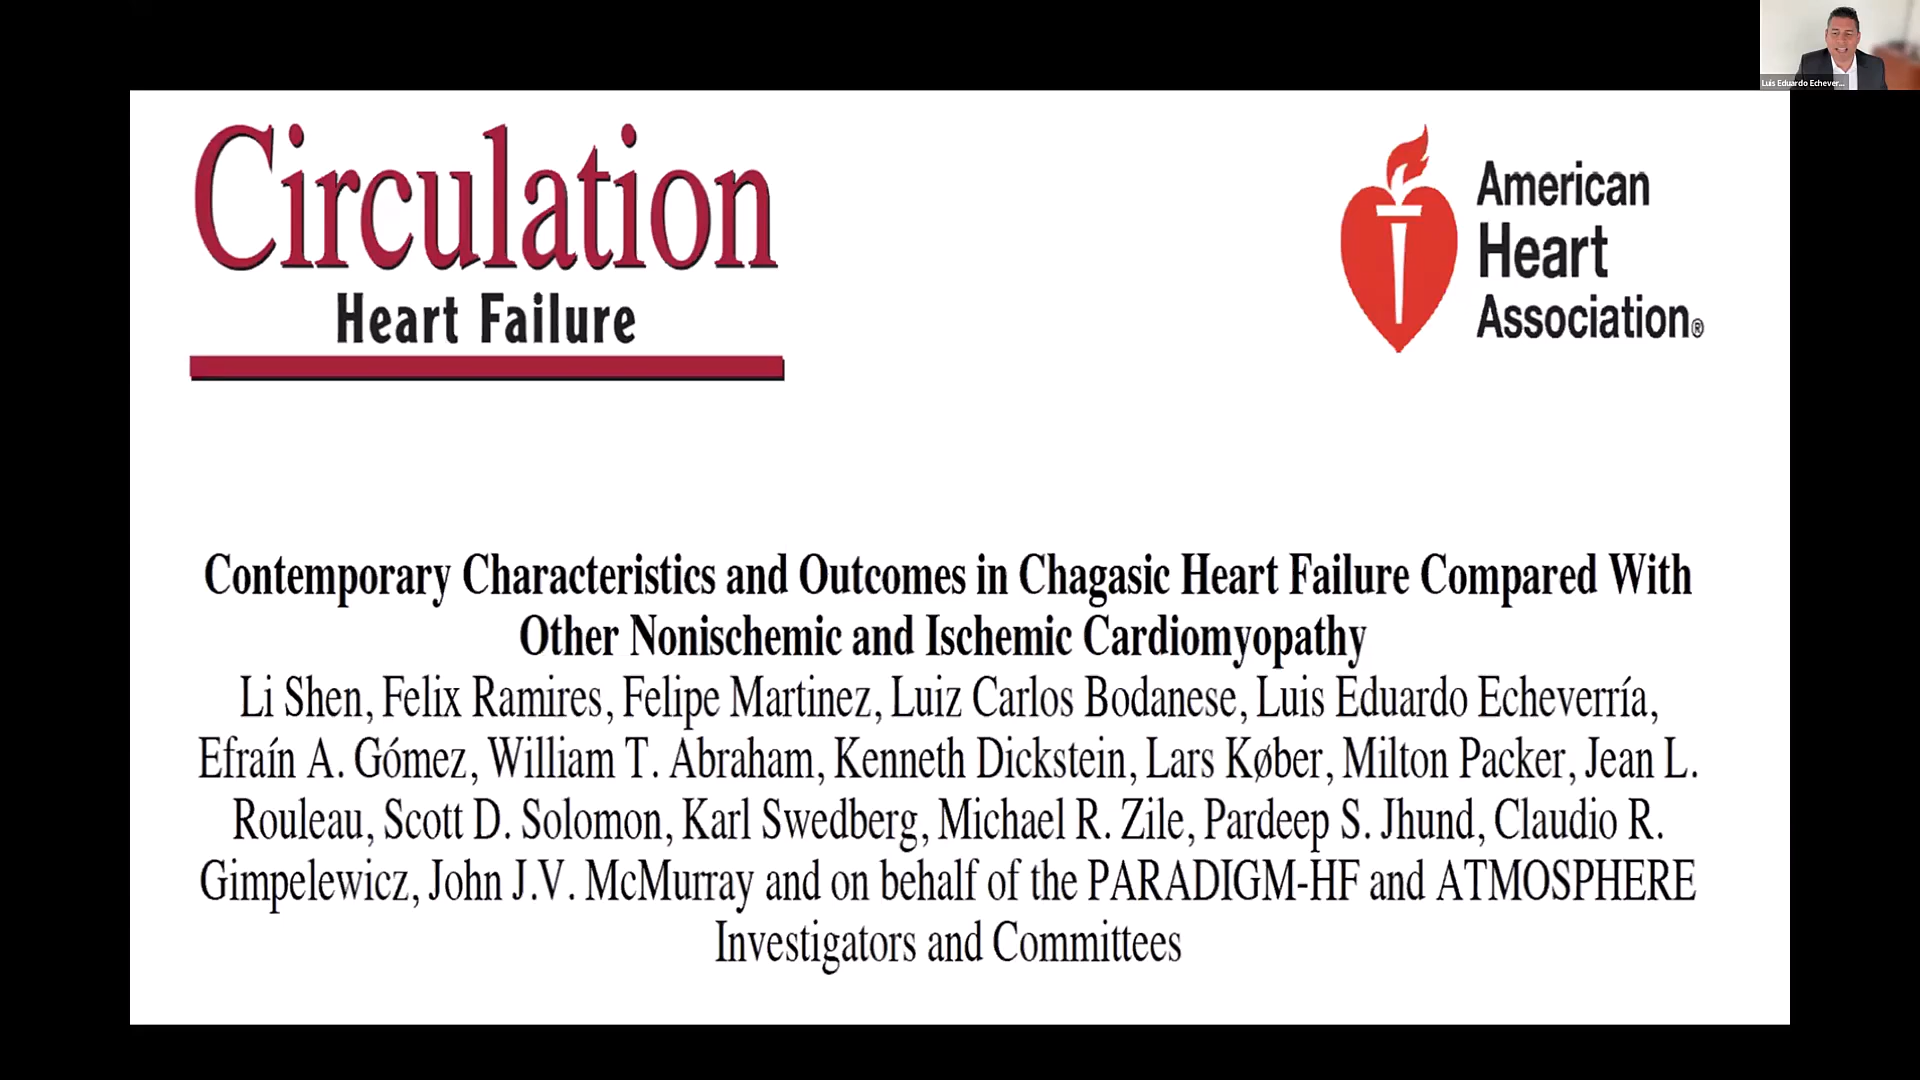 Luis Eduardo Echever...
Circulation
Heart Failure
American
Heart
Association®
Contemporary Characteristics and Outcomes in Chagasic Heart Failure Compared With
Other Nonischemic and Ischemic Cardiomyopathy
Li Shen, Felix Ramires, Felipe Martinez, Luiz Carlos Bodanese, Luis Eduardo Echeverría,
Efraín A. Gómez, William T. Abraham, Kenneth Dickstein, Lars Køber, Milton Packer, Jean L.
Rouleau, Scott D. Solomon, Karl Swedberg, Michael R. Zile, Pardeep S. Jhund, Claudio R.
Gimpelewicz, John J.V. McMurray and on behalf of the PARADIGM-HF and ATMOSPHERE
Investigators and Committees